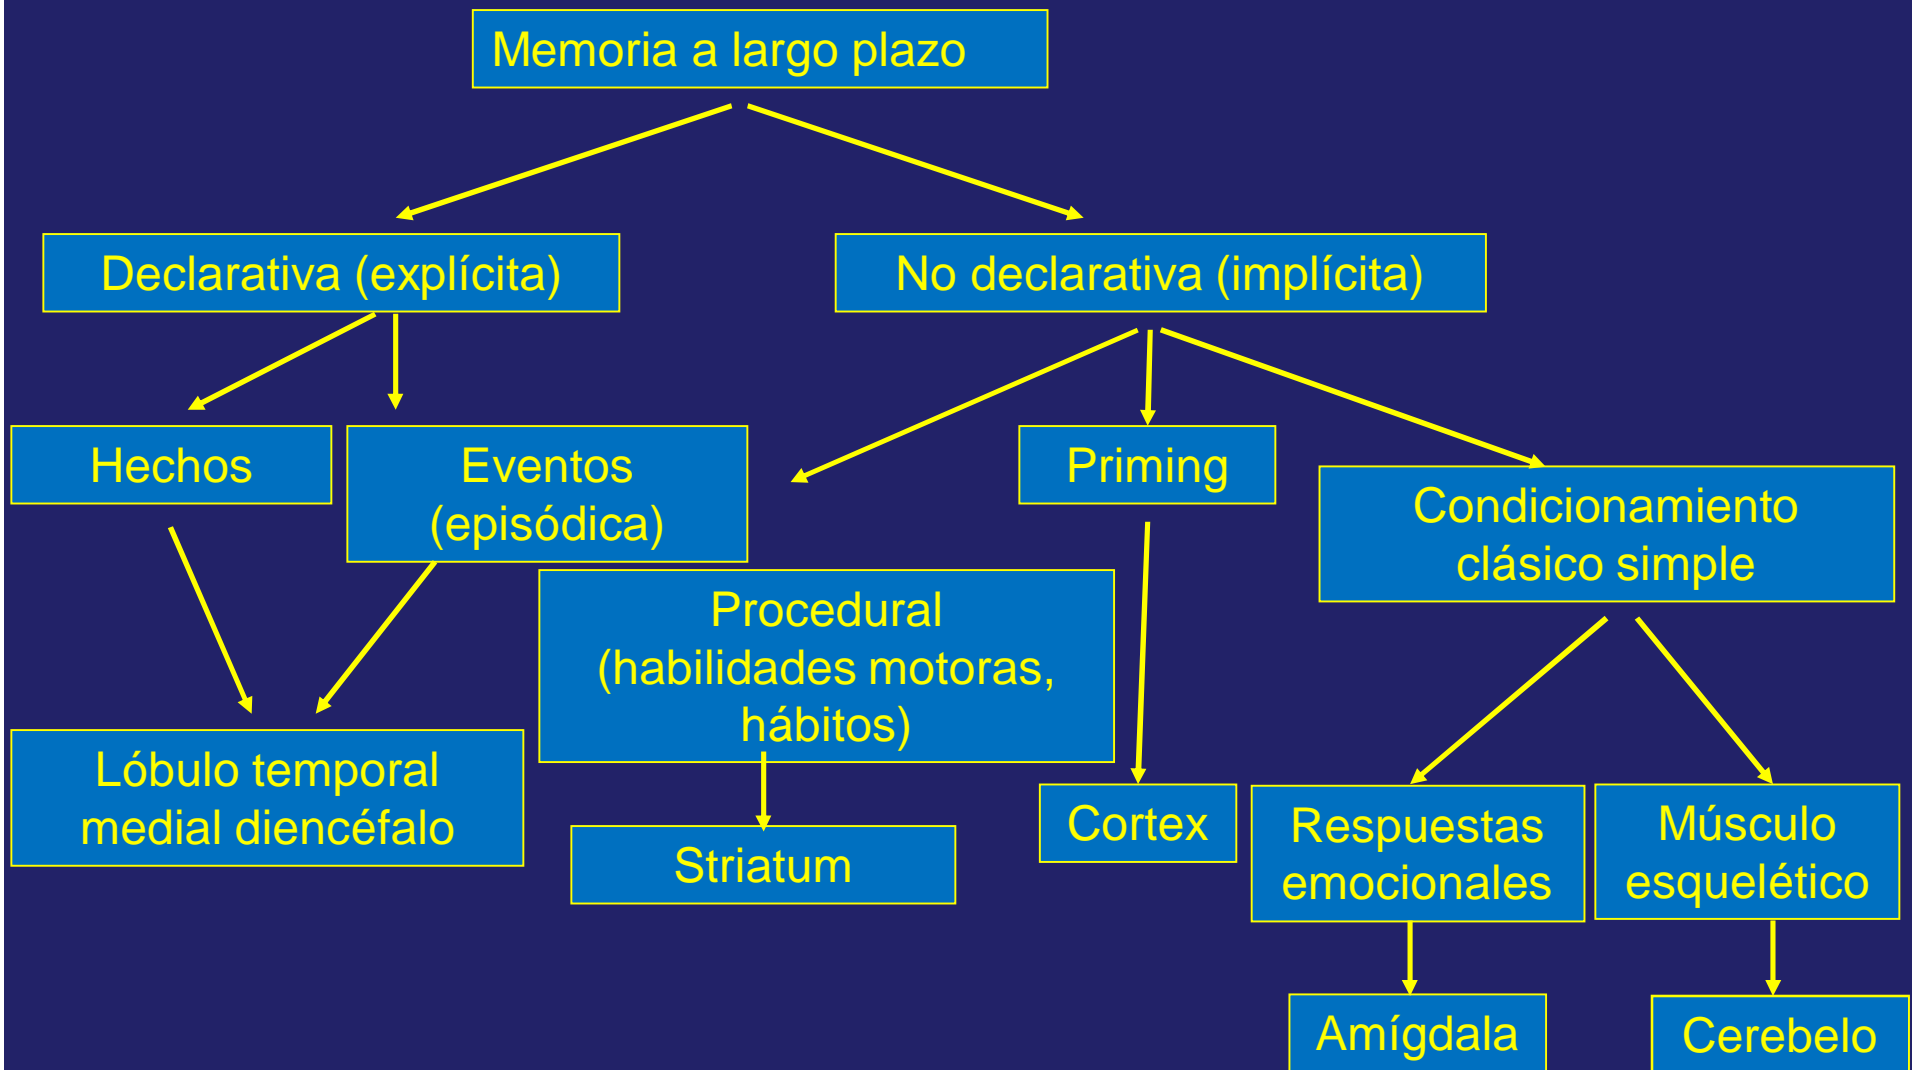 Memoria a largo plazo
Declarativa (explícita)
No declarativa (implícita)
Hechos
Eventos
(episódica)
Priming
Condicionamiento
clásico simple
Procedural
(habilidades motoras,
hábitos)
Lóbulo temporal
medial diencéfalo
Striatum
Cortex
Respuestas
emocionales
Músculo
esquelético
Amígdala
Cerebelo